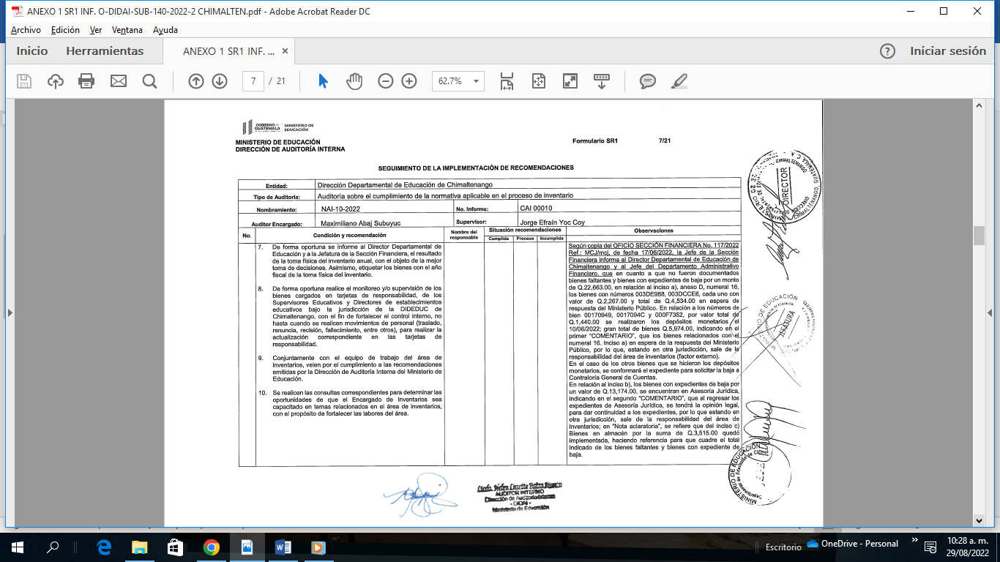 ANEXO 1 SR1 INF. O-DIDAI-SUB-140-2022-2 CHIMALTEN.pdf - Adobe Acrobat Reader DC
Archivo Edición Ver Ventana Ayuda
Inicio Herramientas ANEXO 1 SR1 INF. ... × Iniciar sesión
7 / 21 62.7%
GOBIERNO de GUATEMALA MINISTERIO DE EDUCACIÓN
MINISTERIO DE EDUCACIÓN
DIRECCIÓN DE AUDITORÍA INTERNA
Formulario SR1 7/21
SEGUIMIENTO DE LA IMPLEMENTACIÓN DE RECOMENDACIONES
Entidad: Dirección Departamental de Educación de Chimaltenango
Tipo de Auditoría: Auditoría sobre el cumplimiento de la normativa aplicable en el proceso de inventario
Nombramiento: NAI-10-2022 No. Informe: CAI 00010
Auditor Encargado: Maximiliano Abaj Subuyuc Supervisor: Jorge Efraín Yoc Coy
No. Condición y recomendación Nombre del responsable Situación recomendaciones Observaciones
Cumplida Proceso Incumplida
7. De forma oportuna se informe al Director Departamental de
Educación y a la Jefatura de la Sección Financiera, el resultado
de la toma física del inventario anual, con el objeto de la mejor
toma de decisiones. Asimismo, etiquetar los bienes con el año
fiscal de la toma física del inventario.
8. De forma oportuna realice el monitoreo y/o supervisión de los
bienes cargados en tarjetas de responsabilidad, de los
Supervisores Educativos y Directores de establecimientos
educativos bajo la jurisdicción de la DIDEDUC de
Chimaltenango, con el fin de fortalecer el control interno, no
hasta cuando se realicen movimientos de personal (traslado,
renuncia, recisión, fallecimiento, entre otros), para realizar la
actualización correspondiente en las tarjetas de
responsabilidad.
9. Conjuntamente con el equipo de trabajo del área de
inventarios, velen por el cumplimiento a las recomendaciones
emitidas por la Dirección de Auditoría Interna del Ministerio de
Educación.
10. Se realicen las consultas correspondientes para determinar las
oportunidades de que el Encargado de Inventarios sea
capacitado en temas relacionados en el área de inventarios,
con el propósito de fortalecer las labores del área.
Según copia del OFICIO SECCIÓN FINANCIERA No. 117/2022
Ref.: MCJ/mcj, de fecha 17/06/2022, la Jefe de la Sección
Financiera informa al Director Departamental de Educación de
Chimaltenango y al Jefe del Departamento Administrativo
Financiero, que en cuanto a que no fueron documentados
bienes faltantes y bienes con expedientes de baja por un monto
de Q.22,663.00, en relación al inciso a), anexo D, numeral 16,
los bienes con números 003DE988, 003DCCE6, cada uno con
valor de Q.2,267.00 y total de Q.4,534.00 en espera de
respuesta del Ministerio Público. En relación a los números de
bien 00170949, 0017094C y 000F7352, por valor total de
Q.1,440.00 se realizaron los depósitos monetarios el
10/06/2022; gran total de bienes Q.5,974.00, indicando en el
primer “COMENTARIO”, que los bienes relacionados con el
numeral 16. Inciso a) en espera de la respuesta del Ministerio
Público, por lo que, estando en otra jurisdicción, sale de la
responsabilidad del área de inventarios (factor externo).
En el caso de los otros bienes que se hicieron los depósitos
monetarios, se conformará el expediente para solicitar la baja a
Contraloría General de Cuentas.
En relación al inciso b), los bienes con expedientes de baja por
un valor de Q.13,174.00, se encuentran en Asesoría Jurídica,
indicando en el segundo “COMENTARIO”, que al regresar los
expedientes de Asesoría Jurídica, se tendrá la opinión legal,
para dar continuidad a los expedientes, por lo que estando en
otra jurisdicción, sale de la responsabilidad del área de
inventarios; en “Nota aclaratoria”, se refiere que del inciso c)
Bienes en almacén por la suma de Q.3,515.00 quedó
implementada, haciendo referencia para que cuadre el total
indicado de los bienes faltantes y bienes con expediente de
baja.
DIRECTOR
CHIMALTENANGO
JEFATURA
MINISTERIO DE EDUCACIÓN
Licda. Helen Lissette
AUDITOR INTERNO
Dirección de Auditoría Interna
- DIDAI -
Ministerio de Educación
Escritorio OneDrive - Personal 10:28 a. m.
29/08/2022